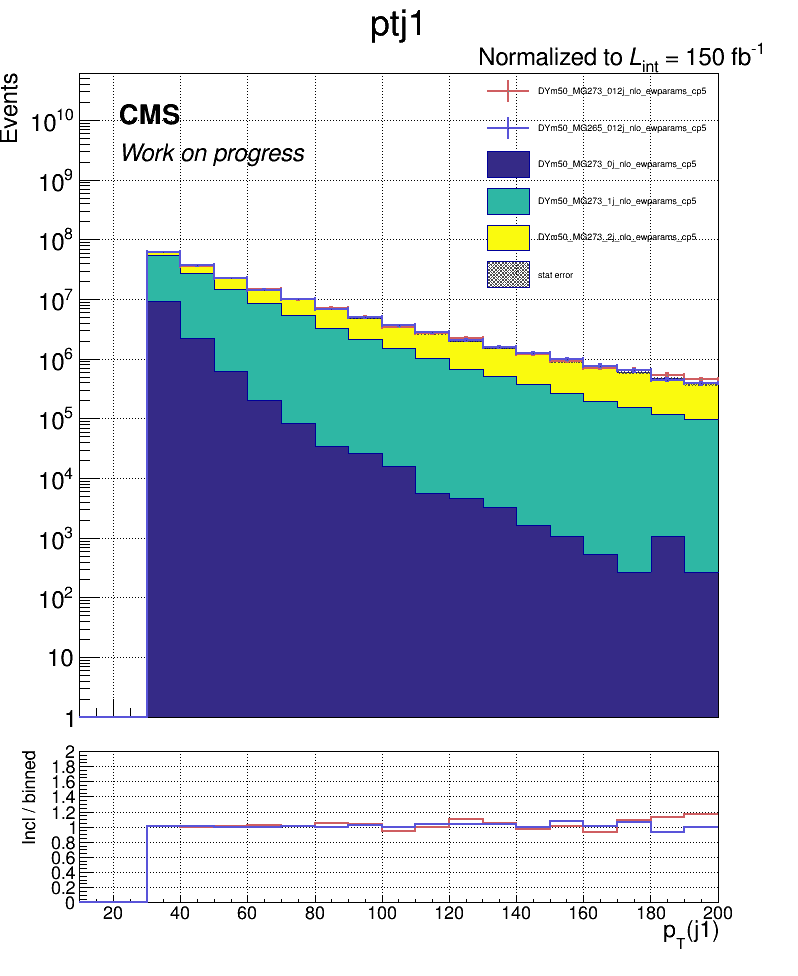 ptj1
Normalized to Lint = 150 fb-1
Events
CMS
Work on progress
DYm50_MG273_012j_nlo_ewparams_cp5
DYm50_MG265_012j_nlo_ewparams_cp5
DYm50_MG273_0j_nlo_ewparams_cp5
DYm50_MG273_1j_nlo_ewparams_cp5
DYm50_MG273_2j_nlo_ewparams_cp5
stat error
10^10
10^9
10^8
10^7
10^6
10^5
10^4
10^3
10^2
10
1
Incl / binned
2
1.8
1.6
1.4
1.2
1
0.8
0.6
0.4
0.2
0
20 40 60 80 100 120 140 160 180 200
pT(j1)